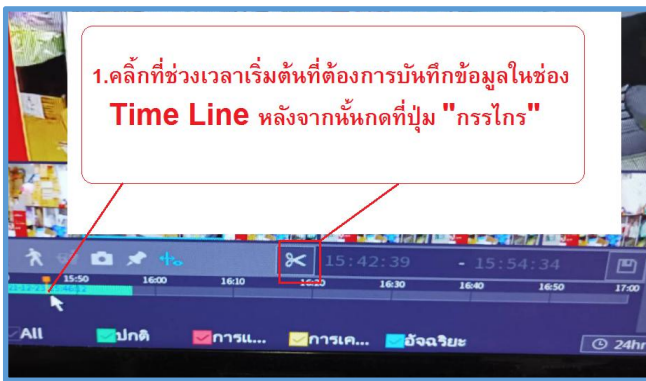 1.คลิ้กที่ช่วงเวลาเริ่มต้นที่ต้องการบันทึกข้อมูลในช่อง
Time Line หลังจากนั้นกดที่ปุ่ม "กรรไกร"
15:42:39 - 15:54:34
15:50 16:00 16:10 16:20 16:30 16:40 16:50 17:00
All ปกติ การแ... การเค... อัจฉริยะ 24hr